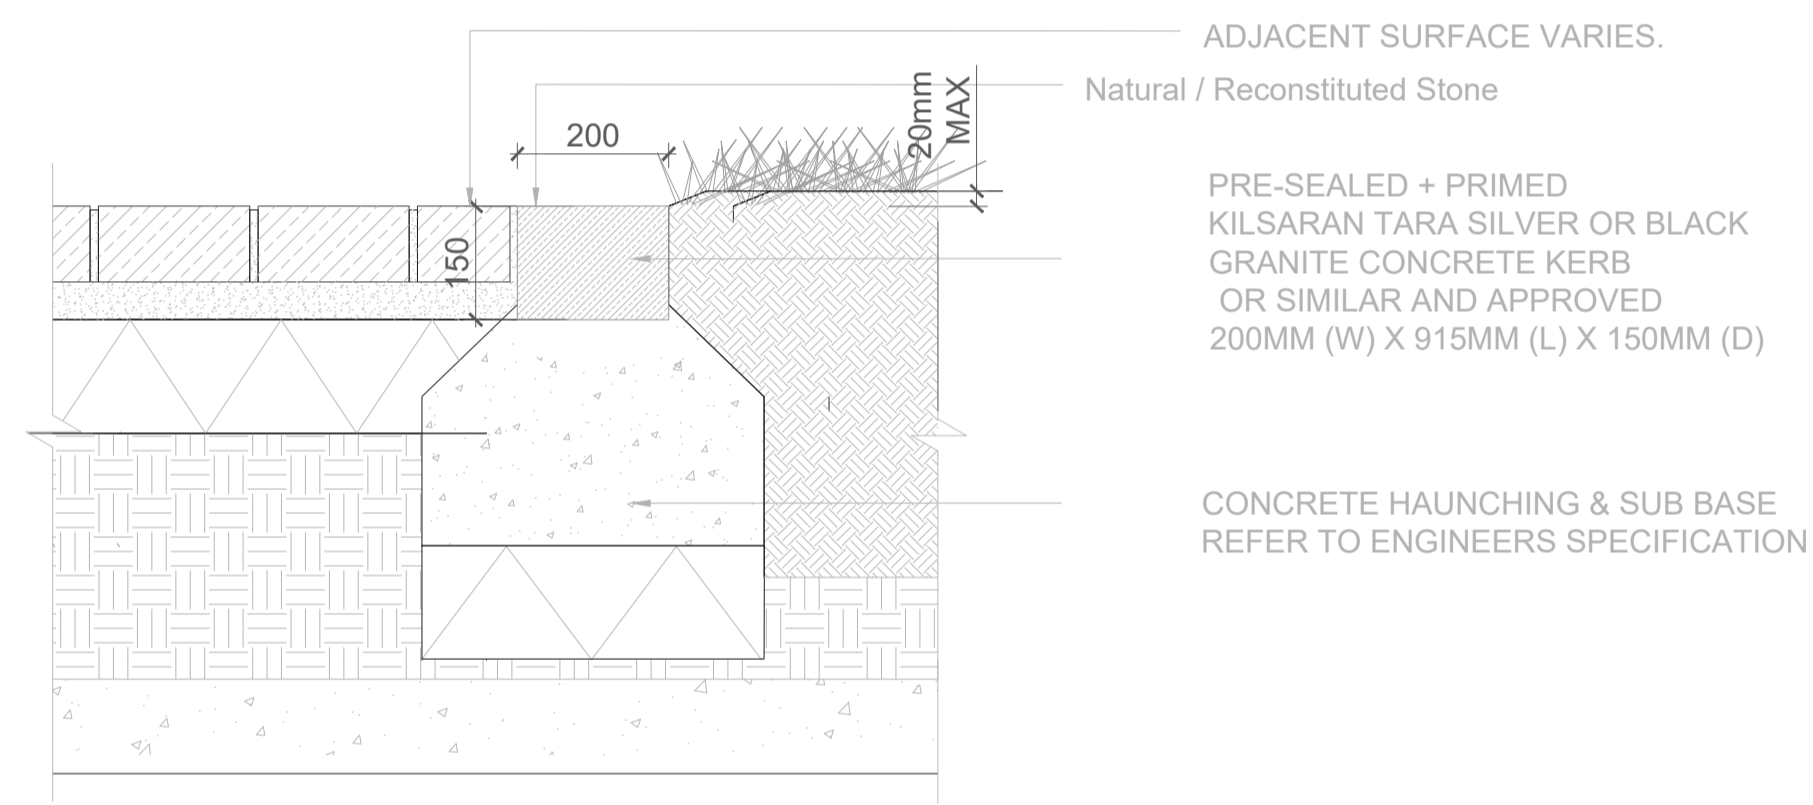 ADJACENT SURFACE VARIES.
Natural / Reconstituted Stone
20mm
MAX
200
150
PRE-SEALED + PRIMED
KILSARAN TARA SILVER OR BLACK
GRANITE CONCRETE KERB
OR SIMILAR AND APPROVED
200MM (W) X 915MM (L) X 150MM (D)
CONCRETE HAUNCHING & SUB BASE
REFER TO ENGINEERS SPECIFICATION